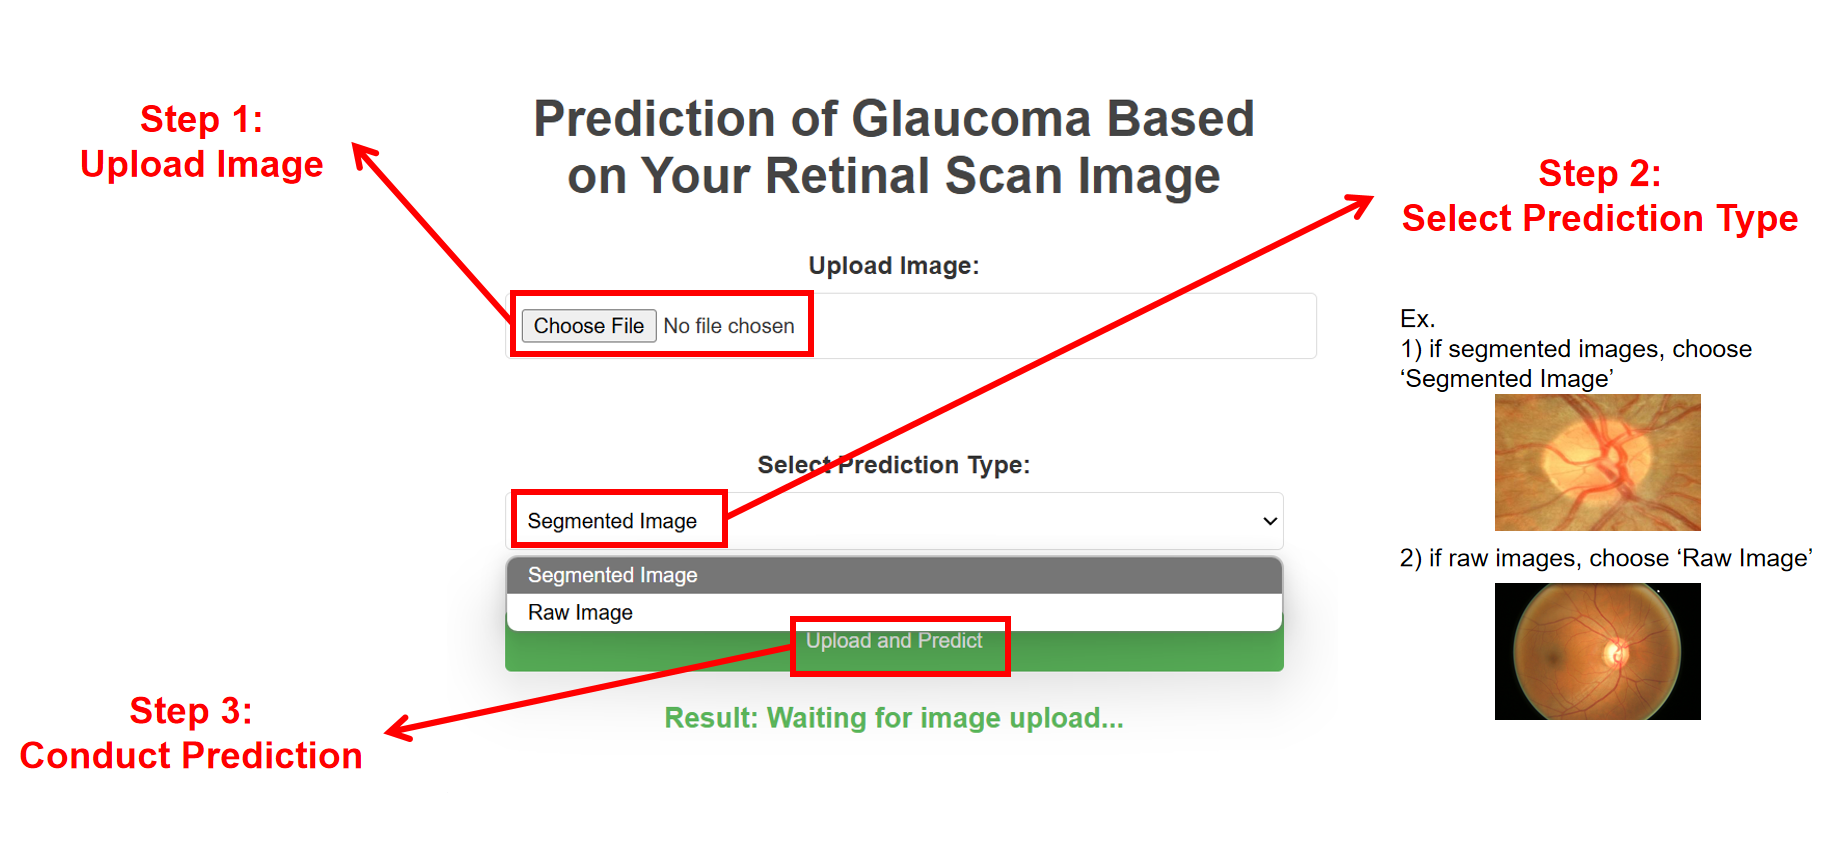 Step 1:
Upload Image
Prediction of Glaucoma Based
on Your Retinal Scan Image
Step 2:
Select Prediction Type
Upload Image:
Choose File No file chosen
Ex.
1) if segmented images, choose
‘Segmented Image’
Select Prediction Type:
Segmented Image
Segmented Image
Raw Image
2) if raw images, choose ‘Raw Image’
Upload and Predict
Step 3:
Conduct Prediction
Result: Waiting for image upload...